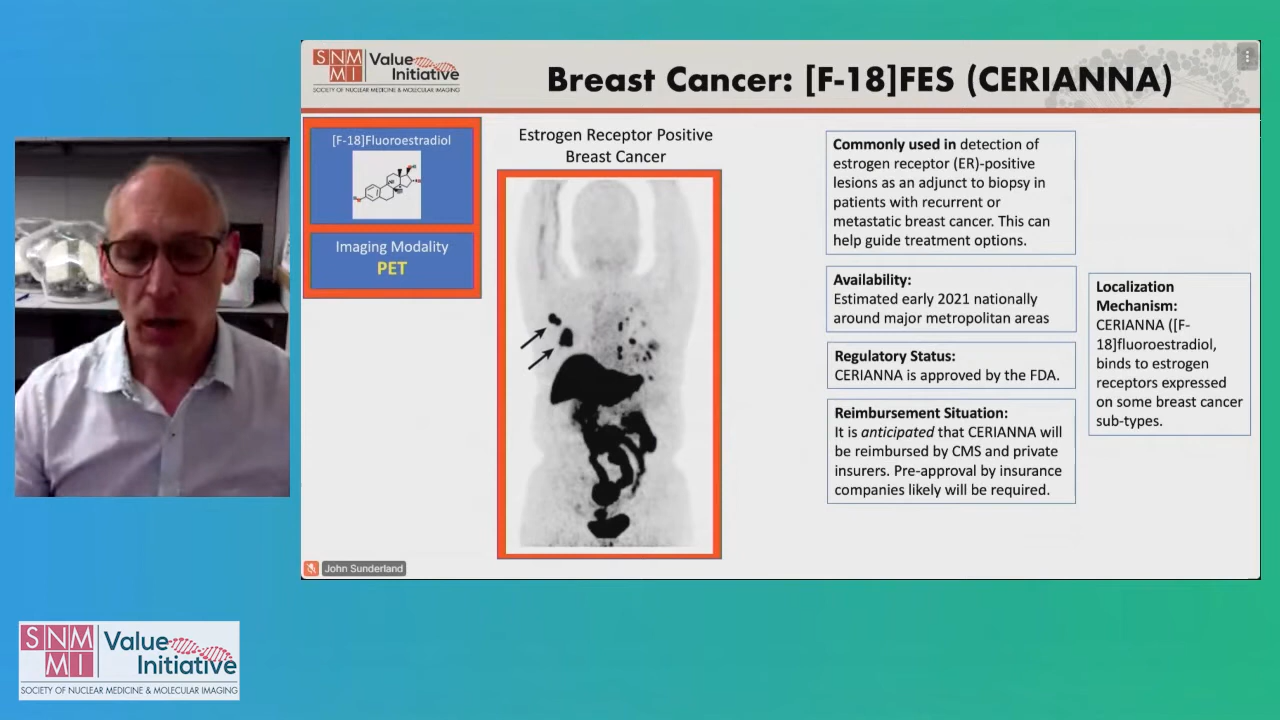 SNM
MI
Value
Initiative
SOCIETY OF NUCLEAR MEDICINE & MOLECULAR IMAGING
Breast Cancer: [F-18]FES (CERIANNA)
[F-18]Fluoroestradiol
Imaging Modality
PET
Estrogen Receptor Positive
Breast Cancer
Commonly used in detection of
estrogen receptor (ER)-positive
lesions as an adjunct to biopsy in
patients with recurrent or
metastatic breast cancer. This can
help guide treatment options.
Availability:
Estimated early 2021 nationally
around major metropolitan areas
Regulatory Status:
CERIANNA is approved by the FDA.
Reimbursement Situation:
It is anticipated that CERIANNA will
be reimbursed by CMS and private
insurers. Pre-approval by insurance
companies likely will be required.
Localization
Mechanism:
CERIANNA ([F-
18]fluoroestradiol,
binds to estrogen
receptors expressed
on some breast cancer
sub-types.
John Sunderland
SNM
MI
Value
Initiative
SOCIETY OF NUCLEAR MEDICINE & MOLECULAR IMAGING